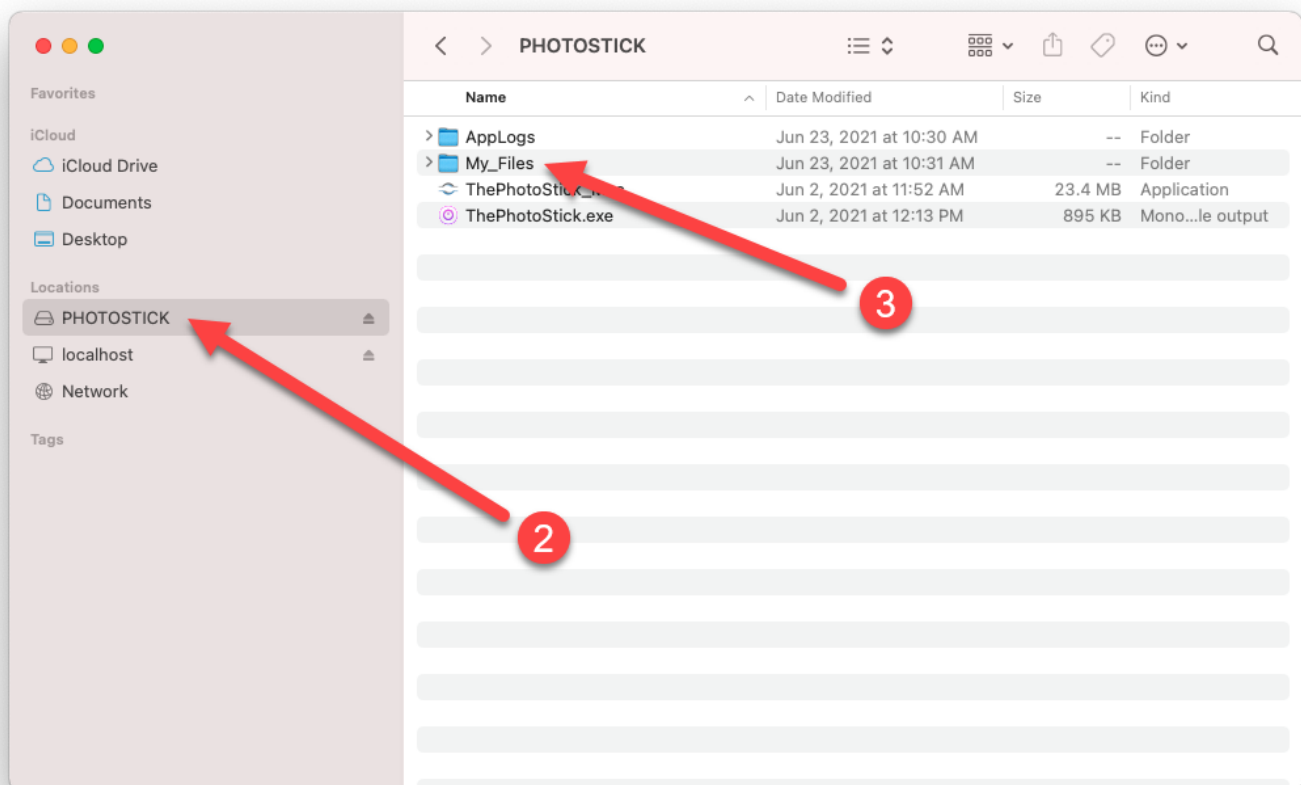 PHOTOSTICK
Favorites
iCloud
iCloud Drive
Documents
Desktop
Locations
PHOTOSTICK
localhost
Network
Tags
Name Date Modified Size Kind
AppLogs Jun 23, 2021 at 10:30 AM -- Folder
My_Files Jun 23, 2021 at 10:31 AM -- Folder
Jun 2, 2021 at 11:52 AM 23.4 MB Application
ThePhotoStick.exe Jun 2, 2021 at 12:13 PM 895 KB Mono...le output
3
2